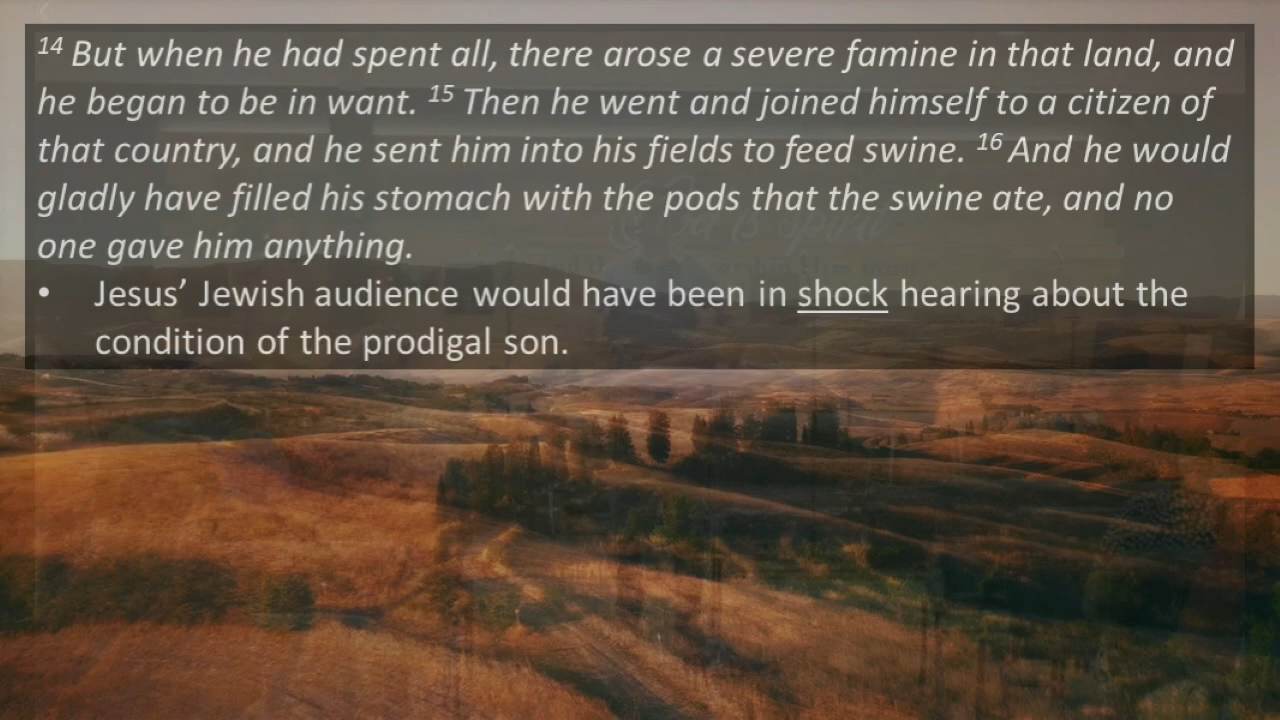 14 But when he had spent all, there arose a severe famine in that land, and
he began to be in want. 15 Then he went and joined himself to a citizen of
that country, and he sent him into his fields to feed swine. 16 And he would
gladly have filled his stomach with the pods that the swine ate, and no
one gave him anything.
• Jesus’ Jewish audience would have been in shock hearing about the
condition of the prodigal son.